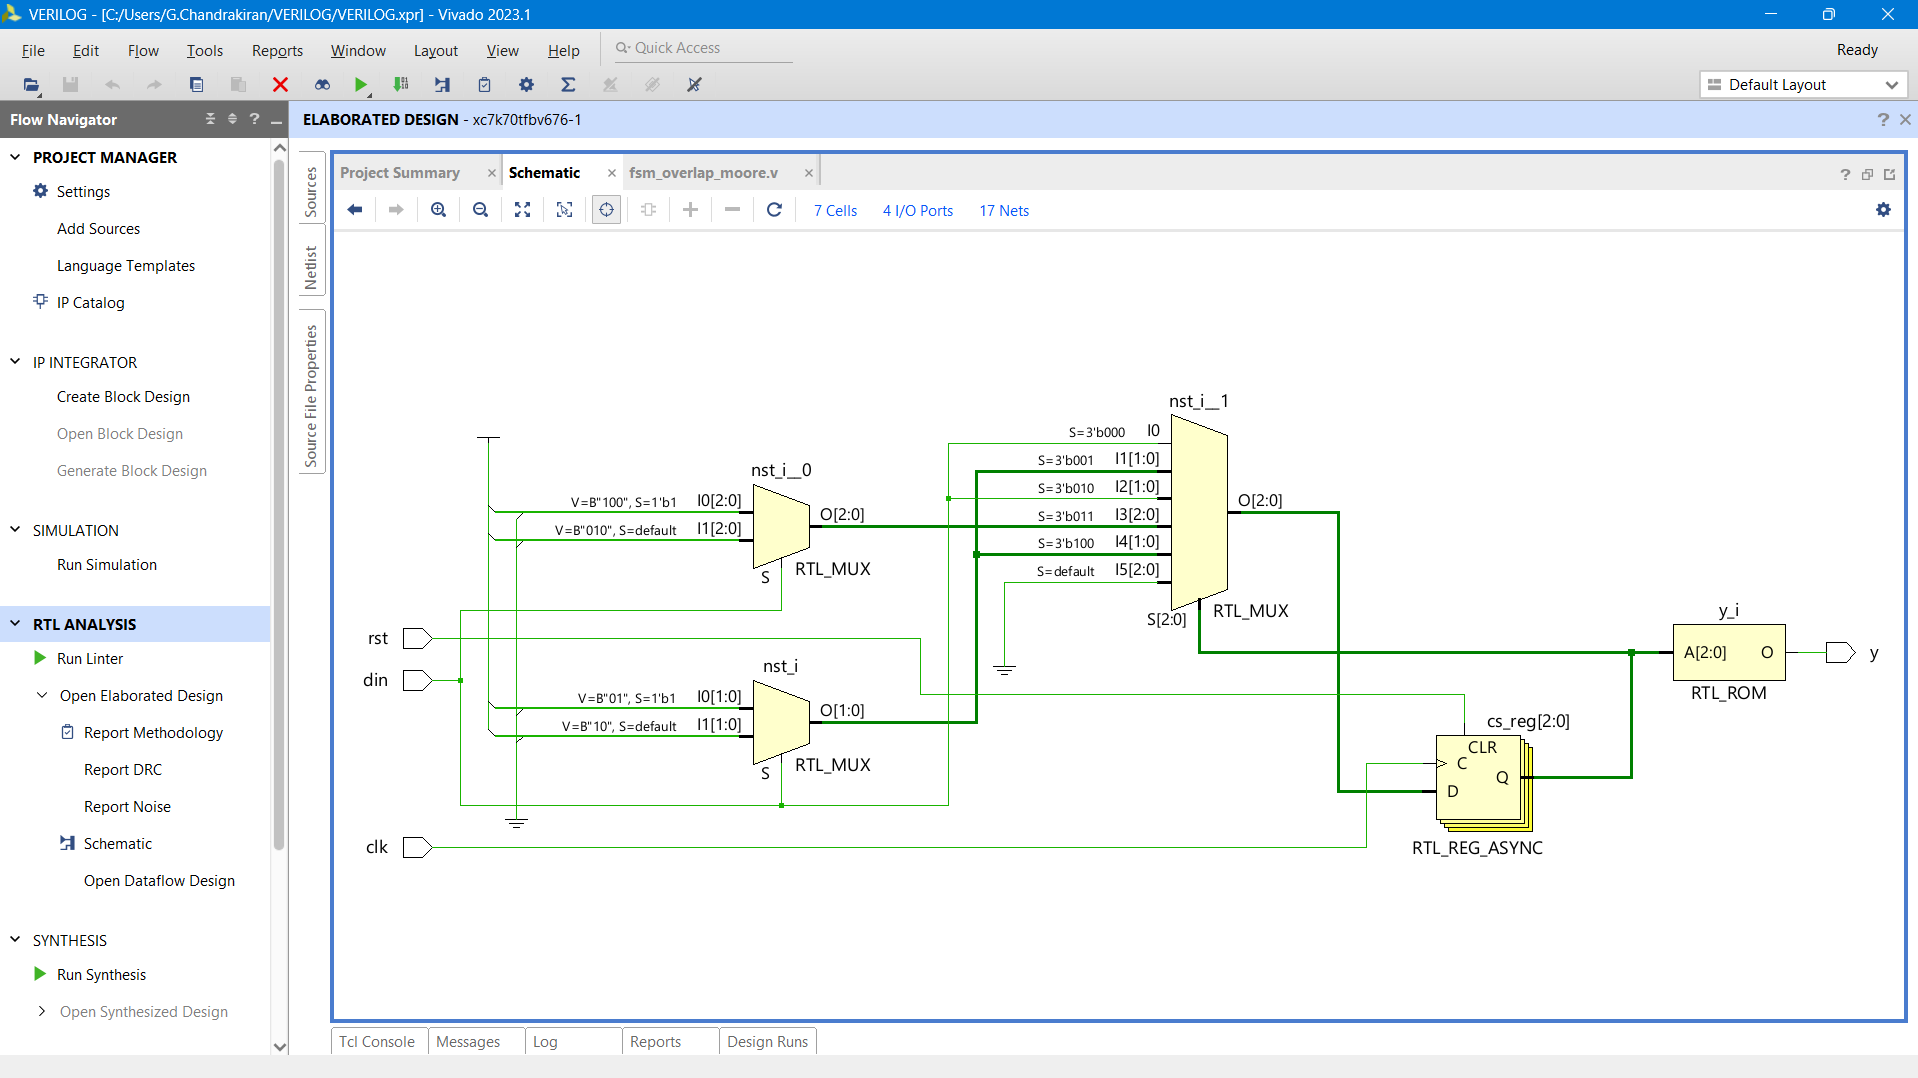 VERILOG - [C:/Users/G.Chandrakiran/VERILOG/VERILOG.xpr] - Vivado 2023.1
File Edit Flow Tools Reports Window Layout View Help Quick Access Ready
Default Layout
Flow Navigator
ELABORATED DESIGN - xc7k70tfbv676-1
PROJECT MANAGER
Settings
Add Sources
Language Templates
IP Catalog
IP INTEGRATOR
Create Block Design
Open Block Design
Generate Block Design
SIMULATION
Run Simulation
RTL ANALYSIS
Run Linter
Open Elaborated Design
Report Methodology
Report DRC
Report Noise
Schematic
Open Dataflow Design
SYNTHESIS
Run Synthesis
Open Synthesized Design
Sources
Netlist
Source File Properties
Project Summary Schematic fsm_overlap_moore.v
7 Cells 4 I/O Ports 17 Nets
nst_i__1
S=3'b000 I0
S=3'b001 I1[1:0]
S=3'b010 I2[1:0]
S=3'b011 I3[2:0]
S=3'b100 I4[1:0]
S=default I5[2:0]
O[2:0]
S[2:0]
RTL_MUX
nst_i__0
V=B"100", S=1'b1 I0[2:0]
V=B"010", S=default I1[2:0]
O[2:0]
S
RTL_MUX
rst
din
nst_i
V=B"01", S=1'b1 I0[1:0]
V=B"10", S=default I1[1:0]
O[1:0]
S
RTL_MUX
clk
y_i
A[2:0] O
RTL_ROM
y
cs_reg[2:0]
CLR
C
Q
D
RTL_REG_ASYNC
Tcl Console Messages Log Reports Design Runs